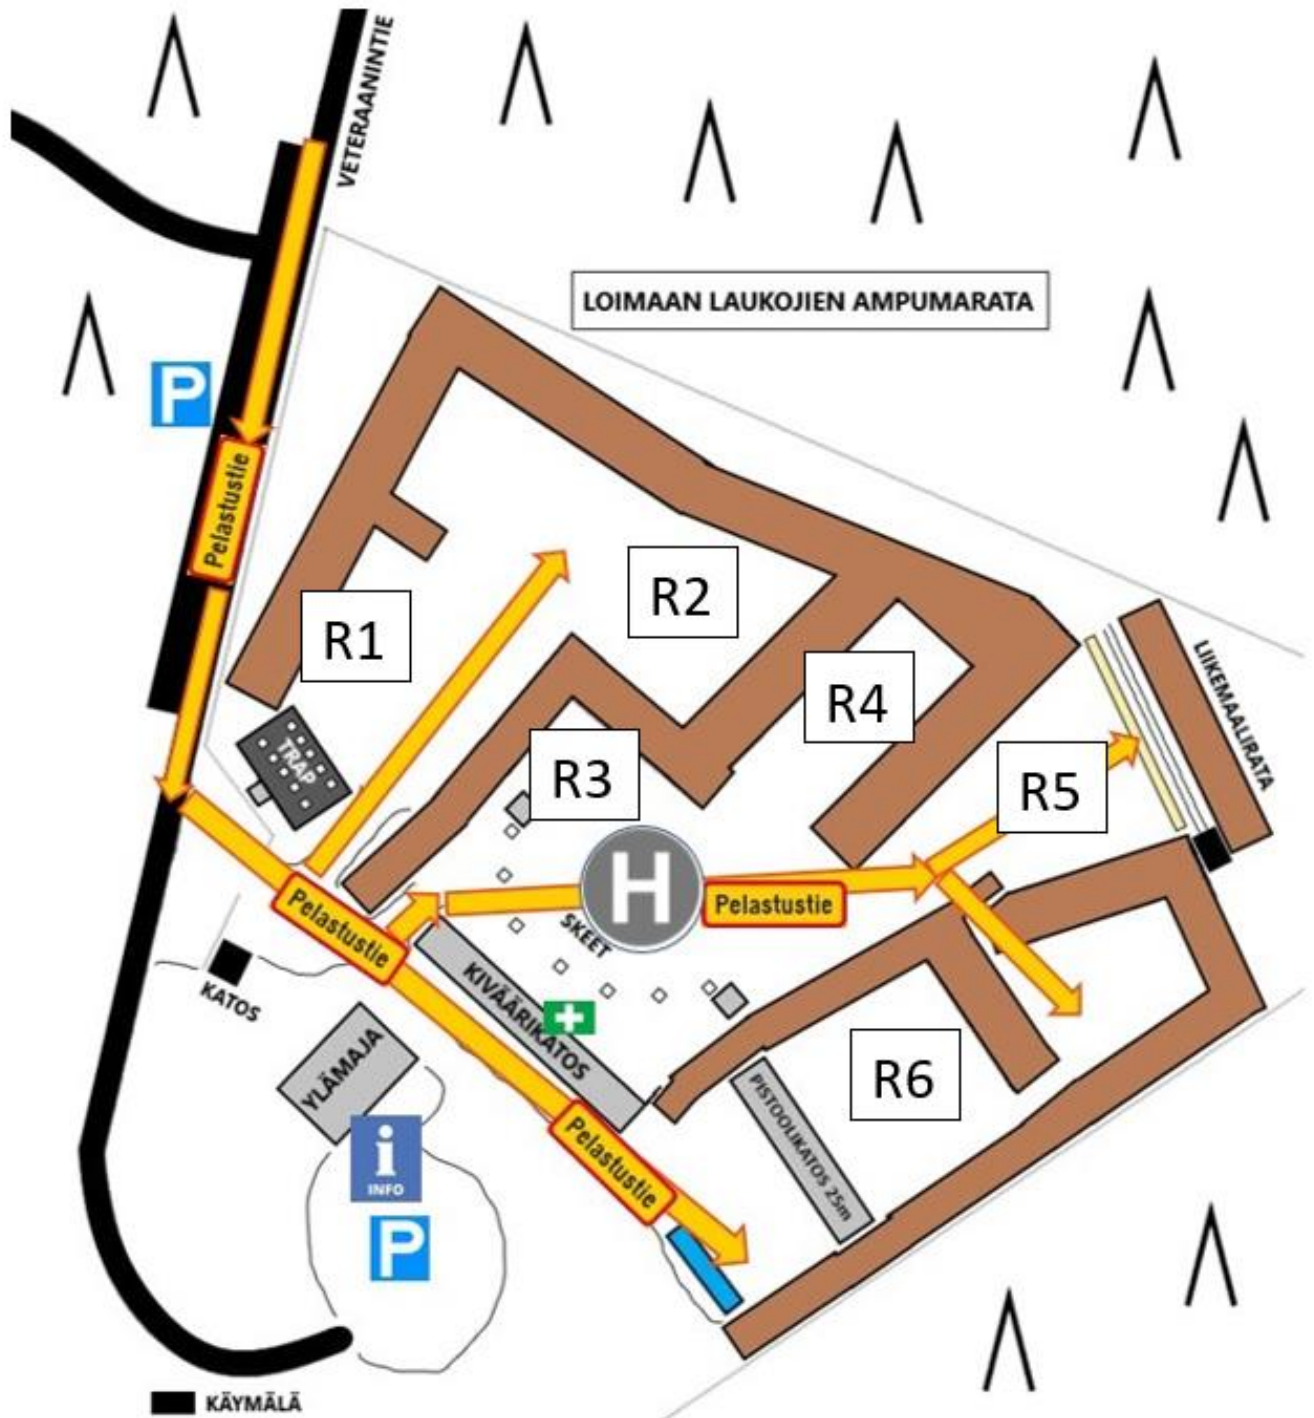 VETERAANINTIE
LOIMAAN LAUKOJIEN AMPUMARATA
P
Pelastustie
R1
R2
R3
R4
R5
R6
LIIKEMAALIRATA
TRAP
H
Pelastustie
Pelastustie
SKEET
KIVÄÄRIKATOS
KATOS
YLÄMAJA
i
INFO
P
Pelastustie
PISTOOLIKATOS 25m
KÄYMÄLÄ